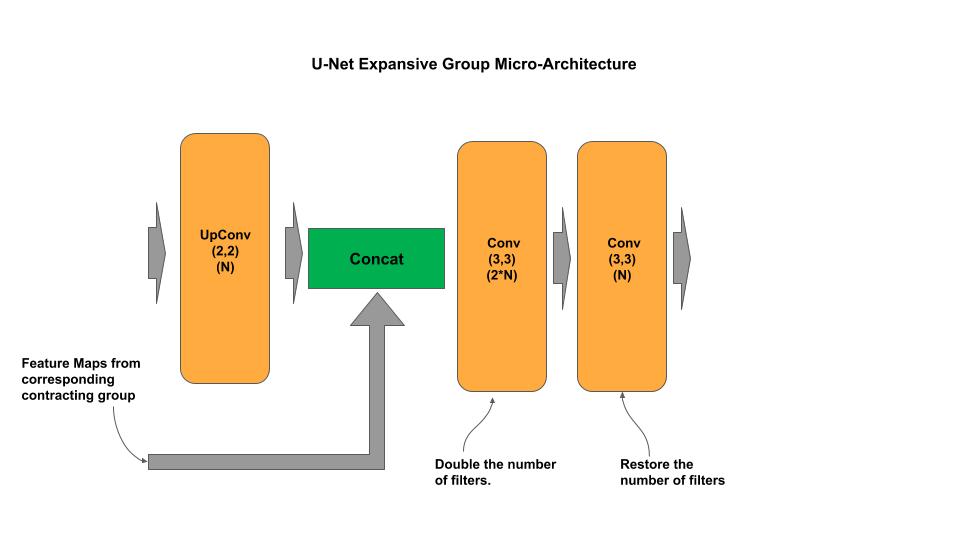 U-Net Expansive Group Micro-Architecture
UpConv
(2,2)
(N)
Concat
Conv
(3,3)
(2*N)
Conv
(3,3)
(N)
Feature Maps from
corresponding
contracting group
Double the number
of filters.
Restore the
number of filters